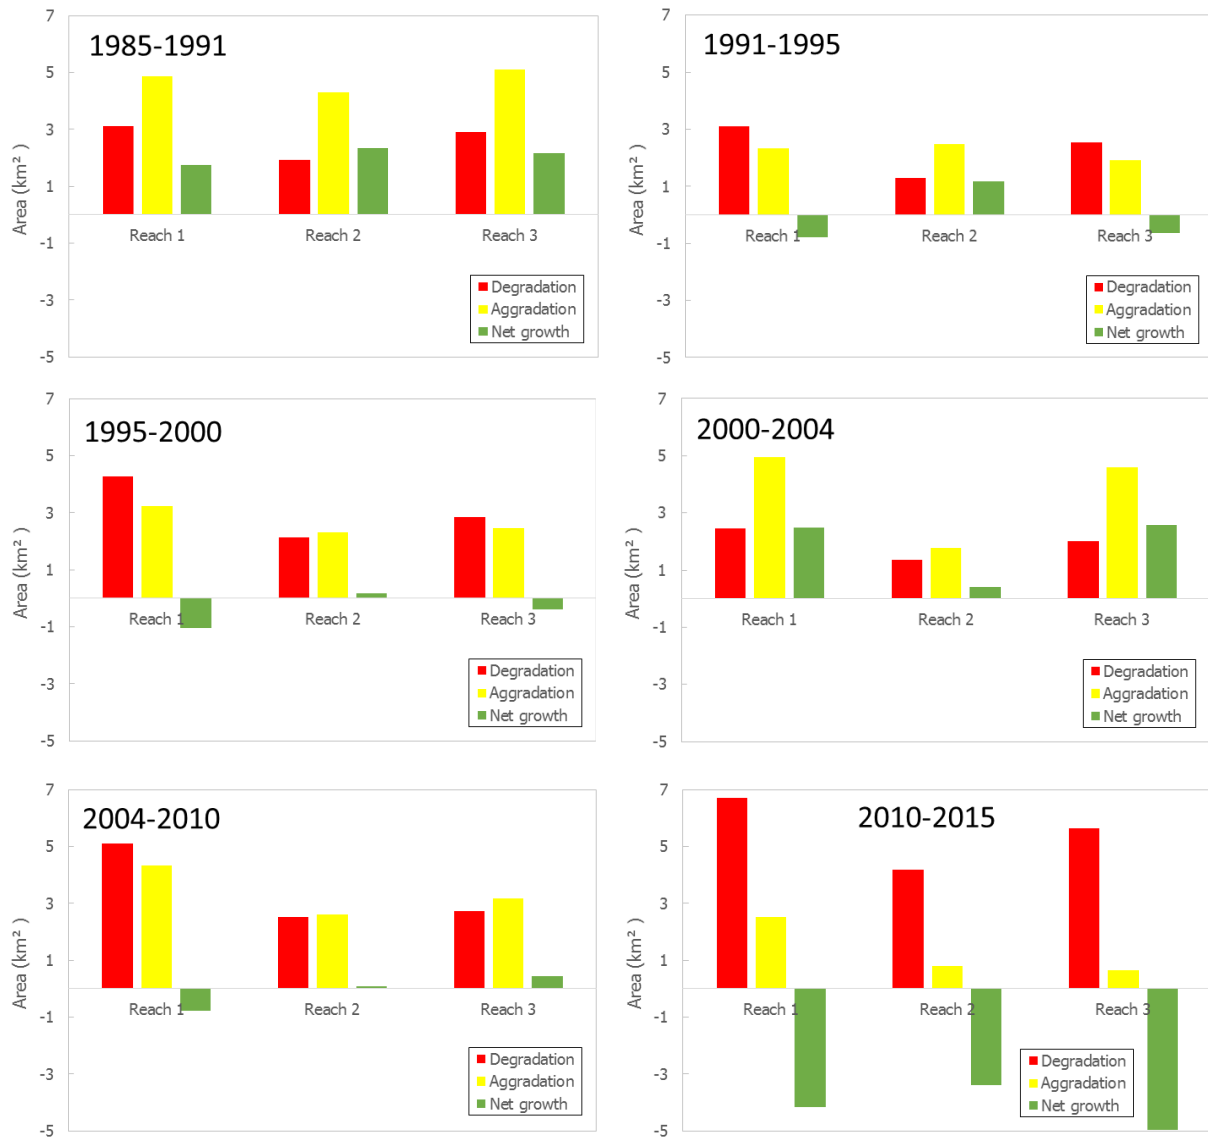 1985-1991
Area (km²)
7
5
3
1
-1
-3
-5
Reach 1
Reach 2
Reach 3
Degradation
Aggradation
Net growth
1991-1995
Area (km²)
7
5
3
1
-1
-3
-5
Reach 1
Reach 2
Reach 3
Degradation
Aggradation
Net growth
1995-2000
Area (km²)
7
5
3
1
-1
-3
-5
Reach 1
Reach 2
Reach 3
Degradation
Aggradation
Net growth
2000-2004
Area (km²)
7
5
3
1
-1
-3
-5
Reach 1
Reach 2
Reach 3
Degradation
Aggradation
Net growth
2004-2010
Area (km²)
7
5
3
1
-1
-3
-5
Reach 1
Reach 2
Reach 3
Degradation
Aggradation
Net growth
2010-2015
Area (km²)
7
5
3
1
-1
-3
-5
Reach 1
Reach 2
Reach 3
Degradation
Aggradation
Net growth